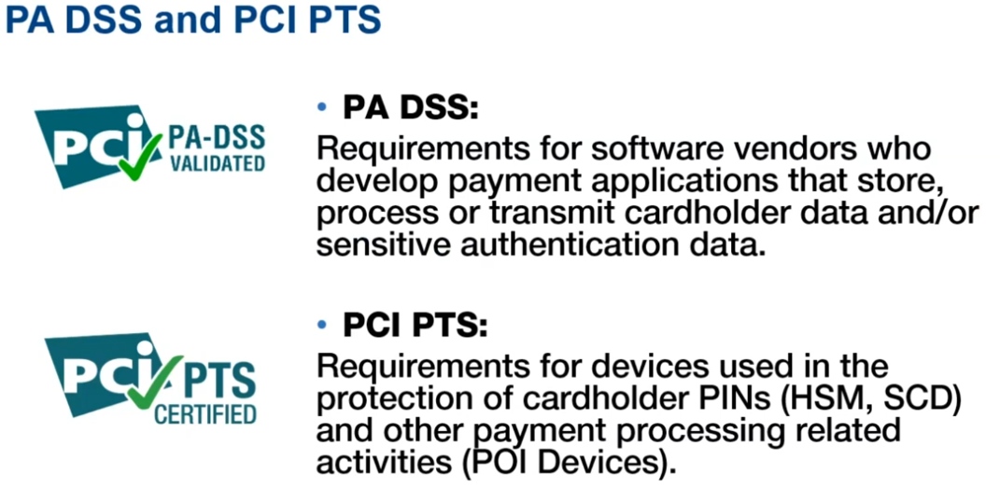 PA DSS and PCI PTS
PCi PA-DSS
VALIDATED
• PA DSS:
Requirements for software vendors who
develop payment applications that store,
process or transmit cardholder data and/or
sensitive authentication data.
PCi PTS
CERTIFIED
• PCI PTS:
Requirements for devices used in the
protection of cardholder PINs (HSM, SCD)
and other payment processing related
activities (POI Devices).